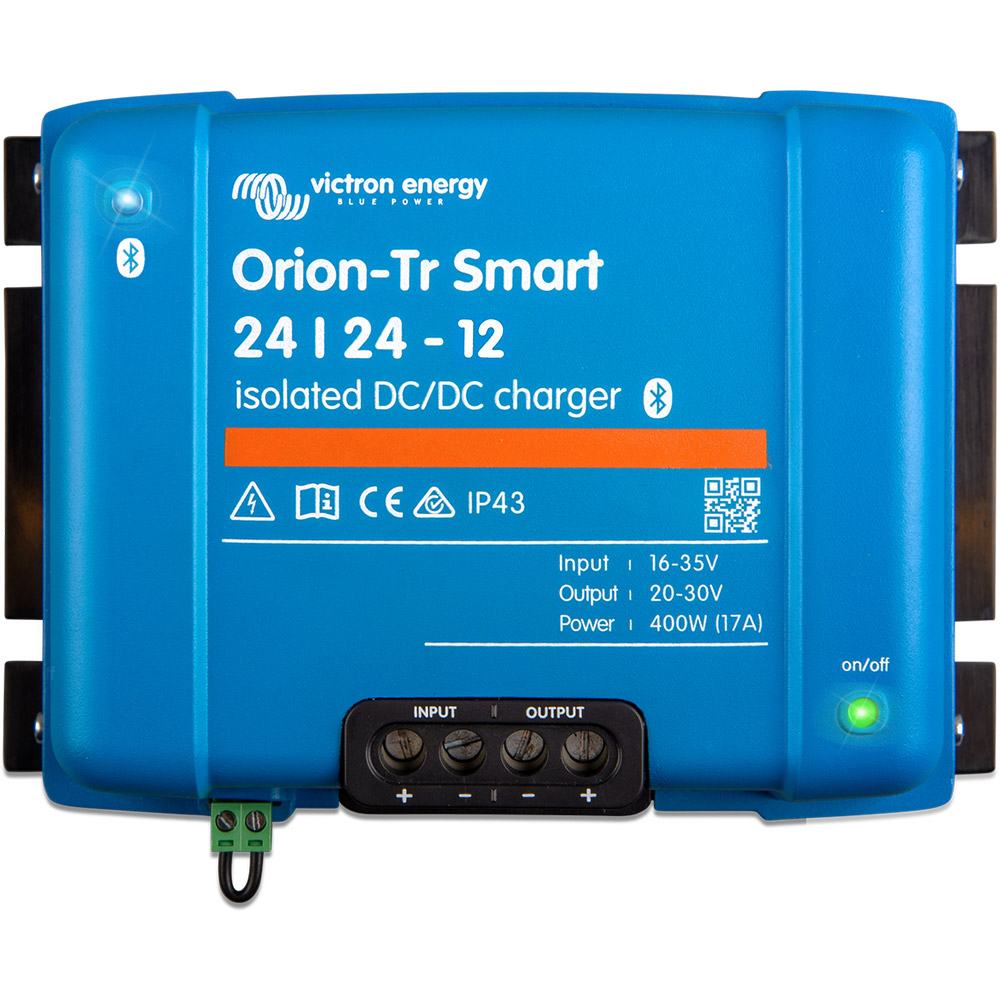 victron energy
BLUE POWER
Orion-Tr Smart
24 | 24 - 12
isolated DC/DC charger
CE IP43
Input | 16-35V
Output | 20-30V
Power | 400W (17A)
on/off
INPUT || OUTPUT
+ - || - +